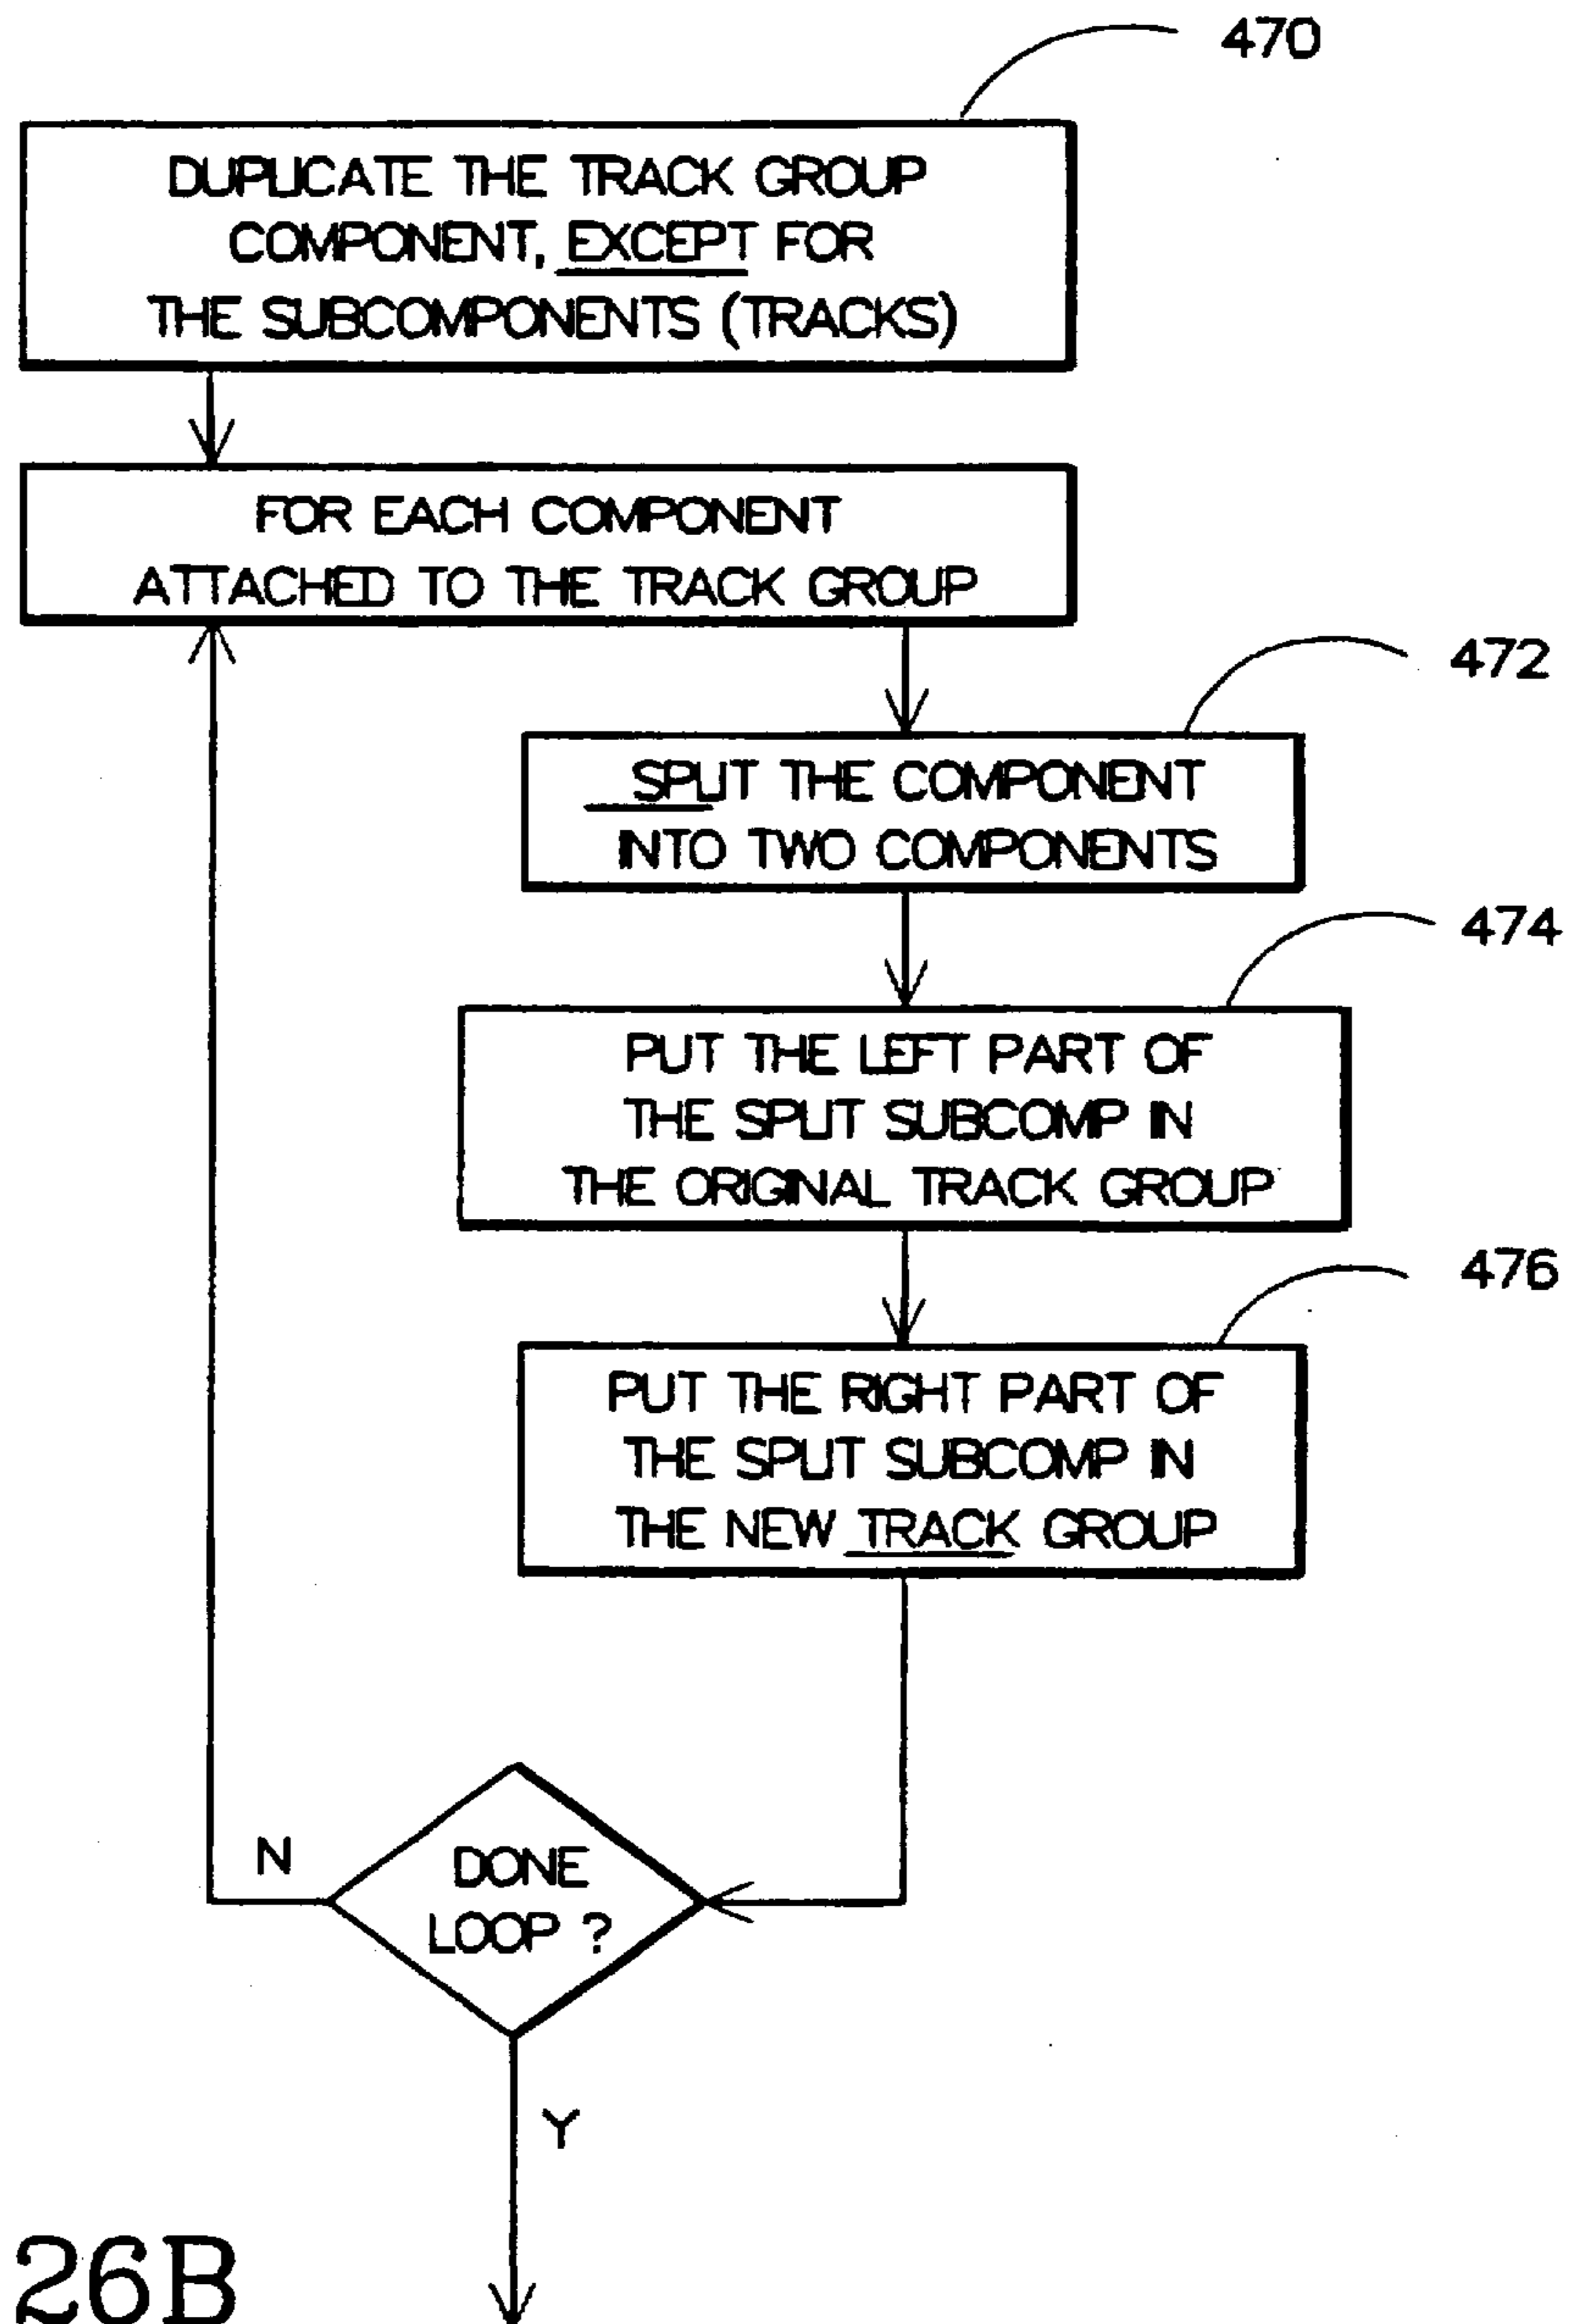 470
DUPLICATE THE TRACK GROUP
COMPONENT, EXCEPT FOR
THE SUBCOMPONENTS (TRACKS)
FOR EACH COMPONENT
ATTACHED TO THE TRACK GROUP
472
SPLIT THE COMPONENT
INTO TWO COMPONENTS
474
PUT THE LEFT PART OF
THE SPLIT SUBCOMP IN
THE ORIGINAL TRACK GROUP
476
PUT THE RIGHT PART OF
THE SPLIT SUBCOMP IN
THE NEW TRACK GROUP
N
DONE
LOOP ?
Y
26B